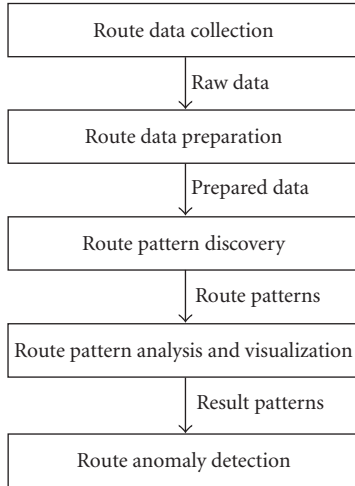 Route data collection
Raw data
Route data preparation
Prepared data
Route pattern discovery
Route patterns
Route pattern analysis and visualization
Result patterns
Route anomaly detection